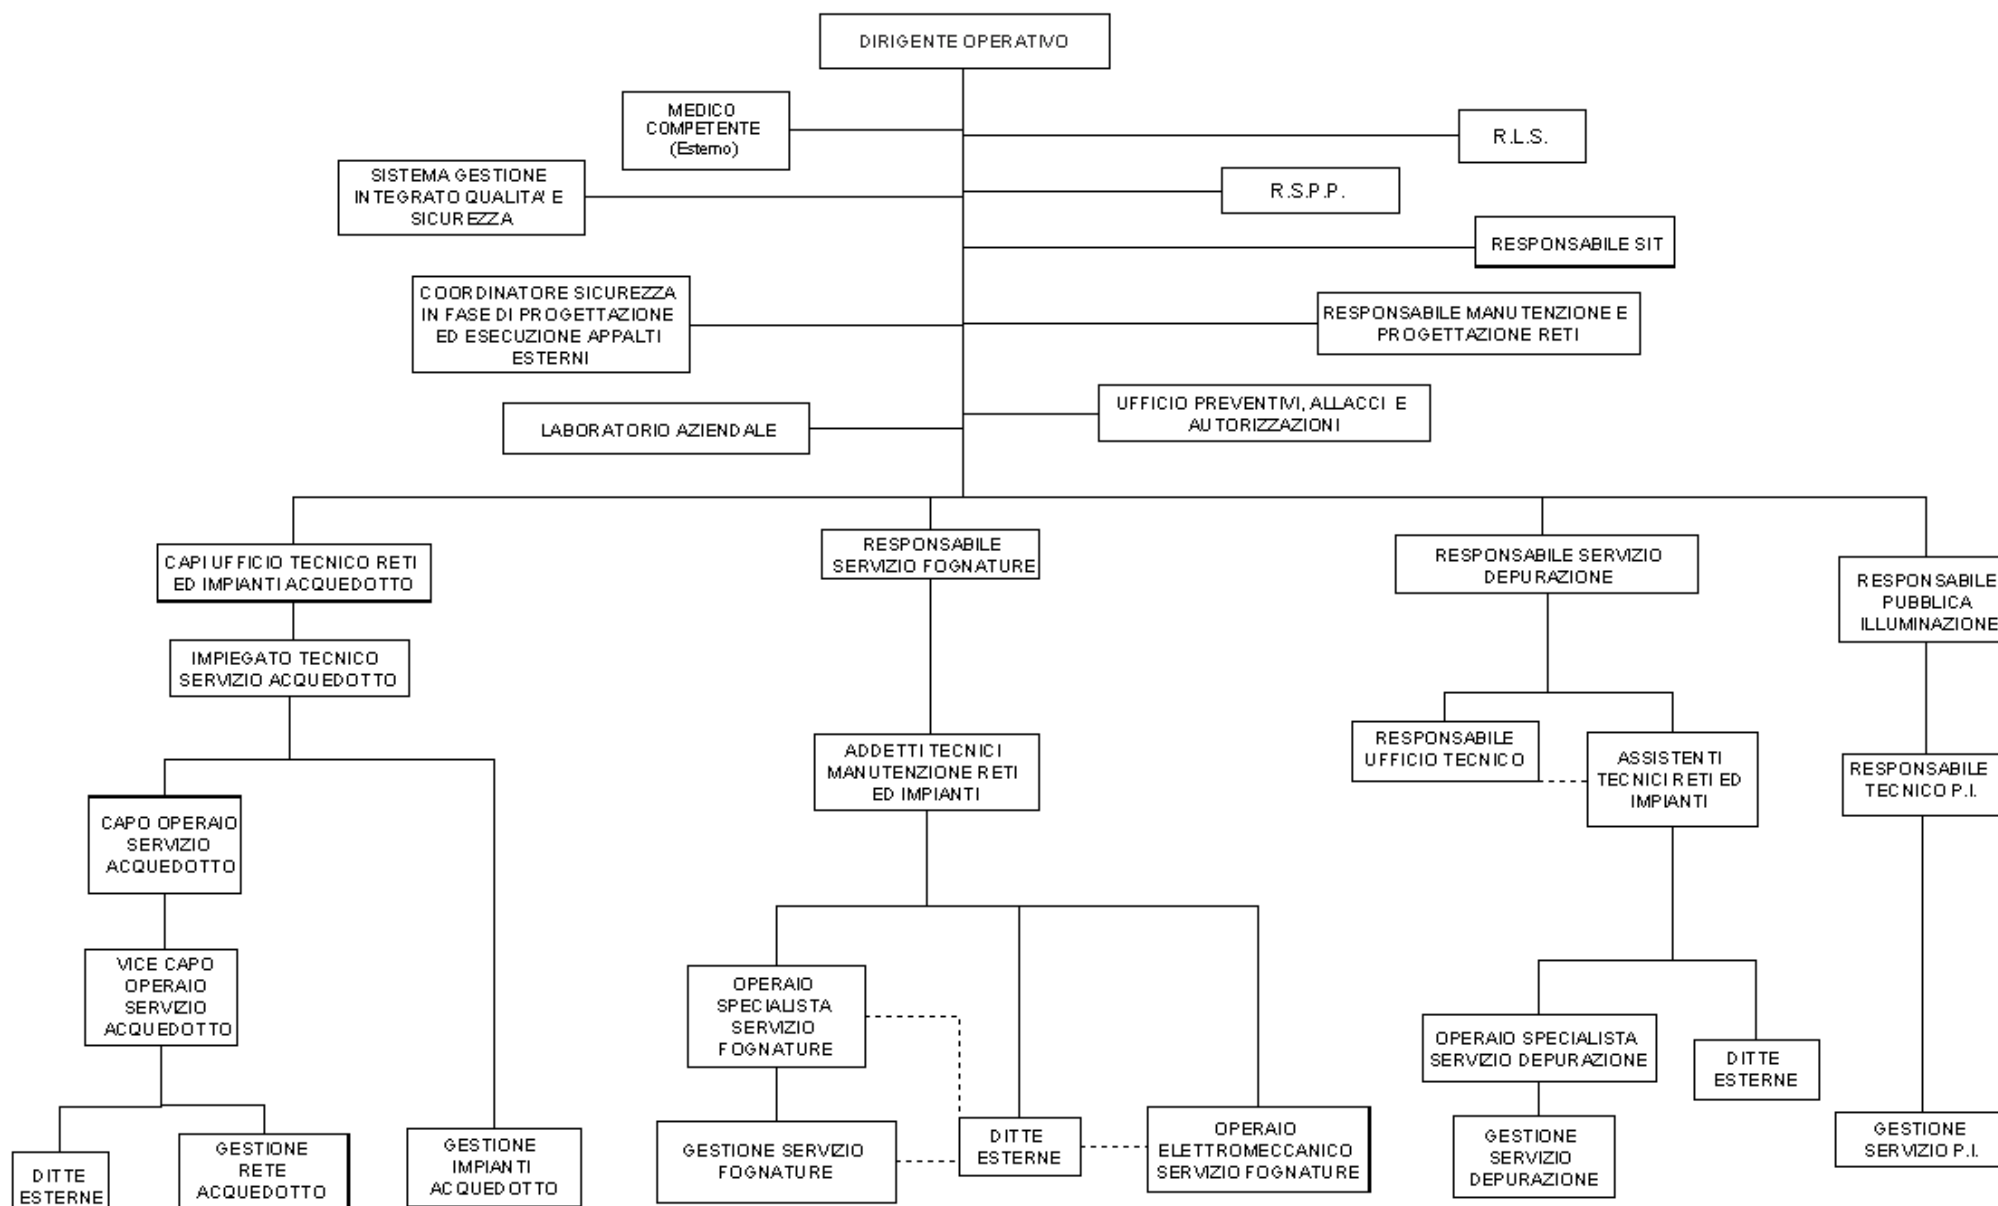 DIRIGENTE OPERATIVO
MEDICO
COMPETENTE
(Esterno)
R.L.S.
SISTEMA GESTIONE
INTEGRATO QUALITA' E
SICUREZZA
R.S.P.P.
RESPONSABILE SIT
COORDINATORE SICUREZZA
IN FASE DI PROGETTAZIONE
ED ESECUZIONE APPALTI
ESTERNI
RESPONSABILE MANUTENZIONE E
PROGETTAZIONE RETI
UFFICIO PREVENTIVI, ALLACCI E
AUTORIZZAZIONI
LABORATORIO AZIENDALE
CAPI UFFICIO TECNICO RETI
ED IMPIANTI ACQUEDOTTO
RESPONSABILE
SERVIZIO FOGNATURE
RESPONSABILE SERVIZIO
DEPURAZIONE
RESPONSABILE
PUBBLICA
ILLUMINAZIONE
IMPIEGATO TECNICO
SERVIZIO ACQUEDOTTO
ADDETTI TECNICI
MANUTENZIONE RETI
ED IMPIANTI
RESPONSABILE
UFFICIO TECNICO
ASSISTENTI
TECNICI RETI ED
IMPIANTI
RESPONSABILE
TECNICO P.I.
CAPO OPERAIO
SERVIZIO
ACQUEDOTTO
VICE CAPO
OPERAIO
SERVIZIO
ACQUEDOTTO
OPERAIO
SPECIALISTA
SERVIZIO
FOGNATURE
OPERAIO SPECIALISTA
SERVIZIO DEPURAZIONE
DITTE
ESTERNE
DITTE
ESTERNE
GESTIONE
RETE
ACQUEDOTTO
GESTIONE
IMPIANTI
ACQUEDOTTO
GESTIONE SERVIZIO
FOGNATURE
DITTE
ESTERNE
OPERAIO
ELETTROMECCANICO
SERVIZIO FOGNATURE
GESTIONE
SERVIZIO
DEPURAZIONE
GESTIONE
SERVIZIO P.I.